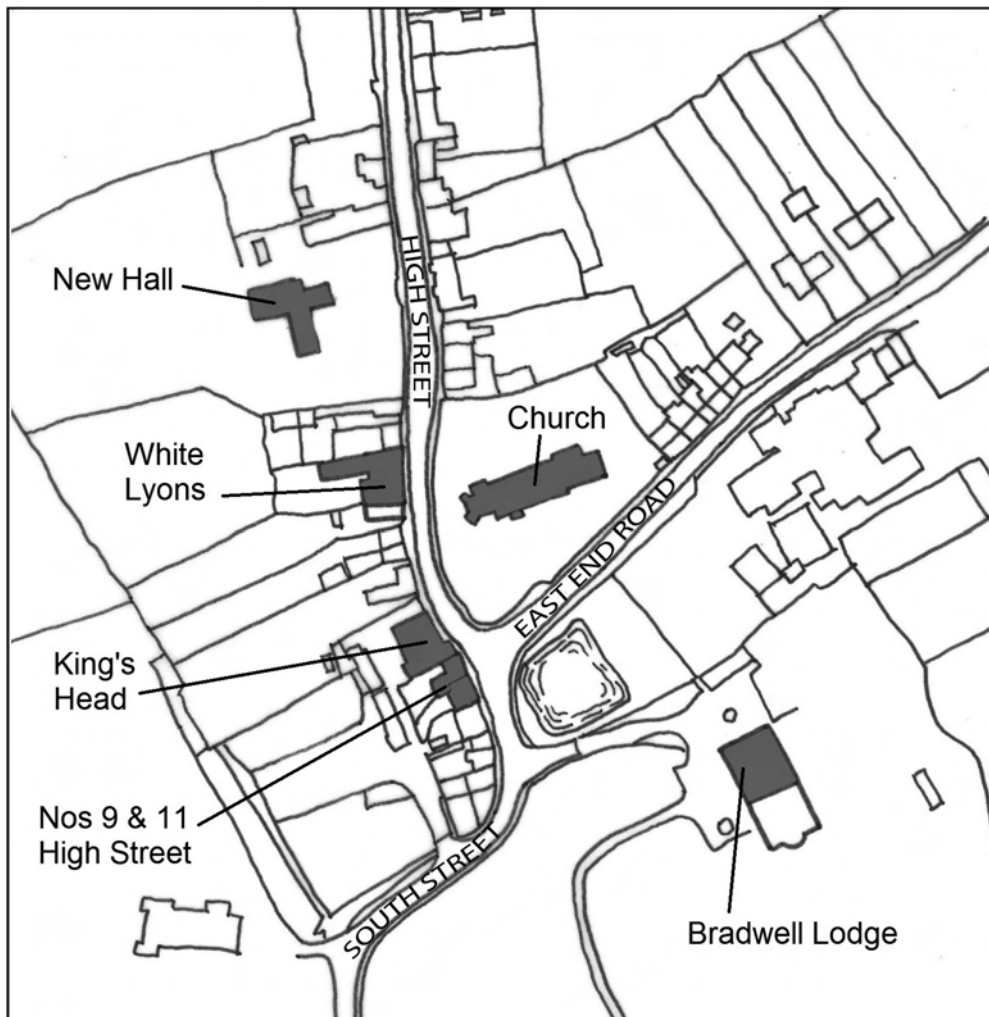 HIGH STREET
New Hall
Church
White
Lyons
EAST END ROAD
King's
Head
Nos 9 & 11
High Street
SOUTH STREET
Bradwell Lodge